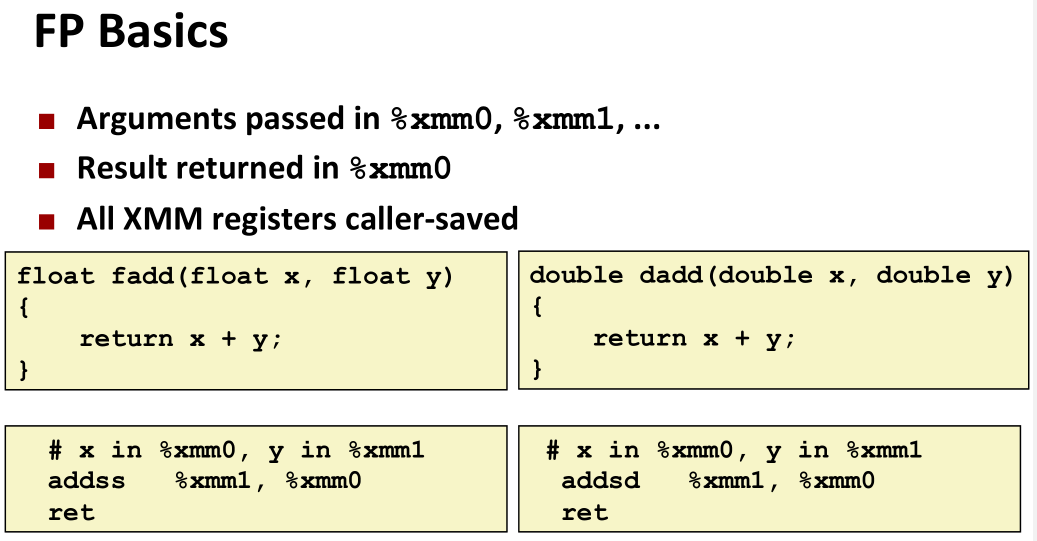 FP Basics
Arguments passed in %xmm0, %xmm1, ...
Result returned in %xmm0
All XMM registers caller-saved
float fadd(float x, float y)
{
    return x + y;
}
double dadd(double x, double y)
{
    return x + y;
}
# x in %xmm0, y in %xmm1
addss   %xmm1, %xmm0
ret
# x in %xmm0, y in %xmm1
addsd   %xmm1, %xmm0
ret